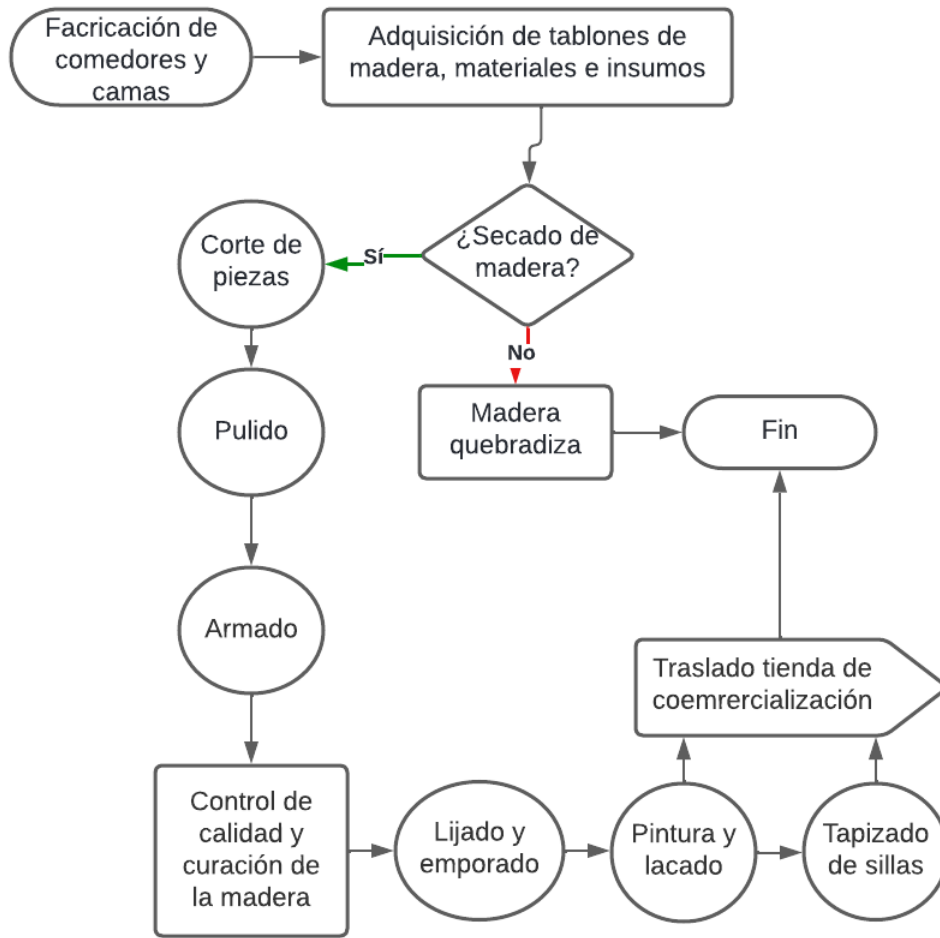 Facricación de
comedores y
camas
Adquisición de tablones de
madera, materiales e insumos
¿Secado de
madera?
Sí
Corte de
piezas
No
Pulido
Madera
quebradiza
Fin
Armado
Traslado tienda de
coemrercialización
Control de
calidad y
curación de
la madera
Lijado y
emporado
Pintura y
lacado
Tapizado
de sillas